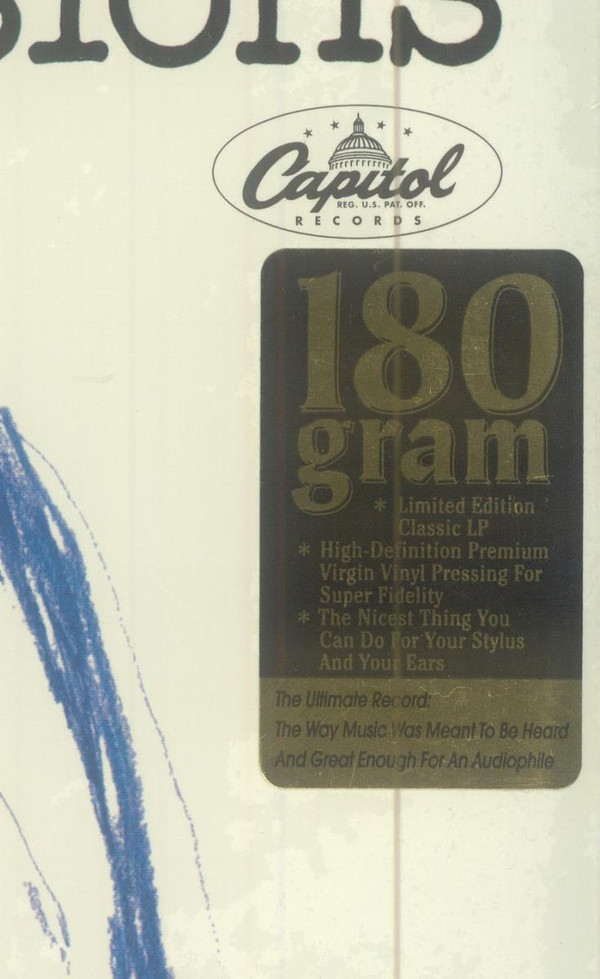 sions
Capitol
REG. U.S. PAT. OFF.
RECORDS
180
gram
* Limited Edition
Classic LP
* High-Definition Premium
Virgin Vinyl Pressing For
Super Fidelity
* The Nicest Thing You
Can Do For Your Stylus
And Your Ears
The Ultimate Record:
The Way Music Was Meant To Be Heard
And Great Enough For An Audiophile